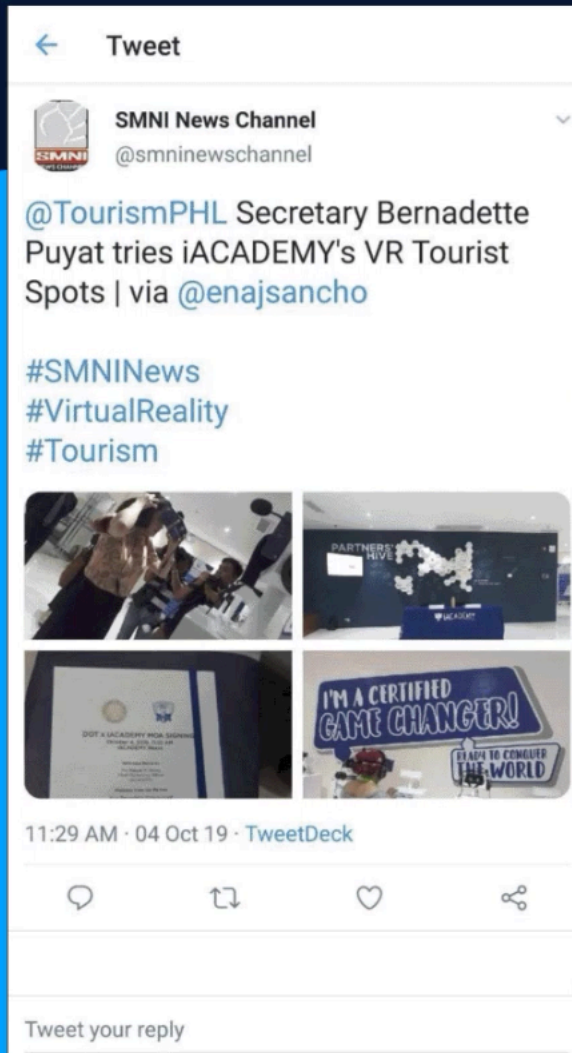 Tweet
SMNI News Channel
@smninewschannel
SMNI
@TourismPHL Secretary Bernadette
Puyat tries iACADEMY's VR Tourist
Spots | via @enajsancho
#SMNINews
#VirtualReality
#Tourism
PARTNERS'
HIVE
iACADEMY
DOT x iACADEMY MOA SIGNING
I'M A CERTIFIED
GAME CHANGER!
READY TO CONQUER
THE WORLD
11:29 AM · 04 Oct 19 · TweetDeck
Tweet your reply